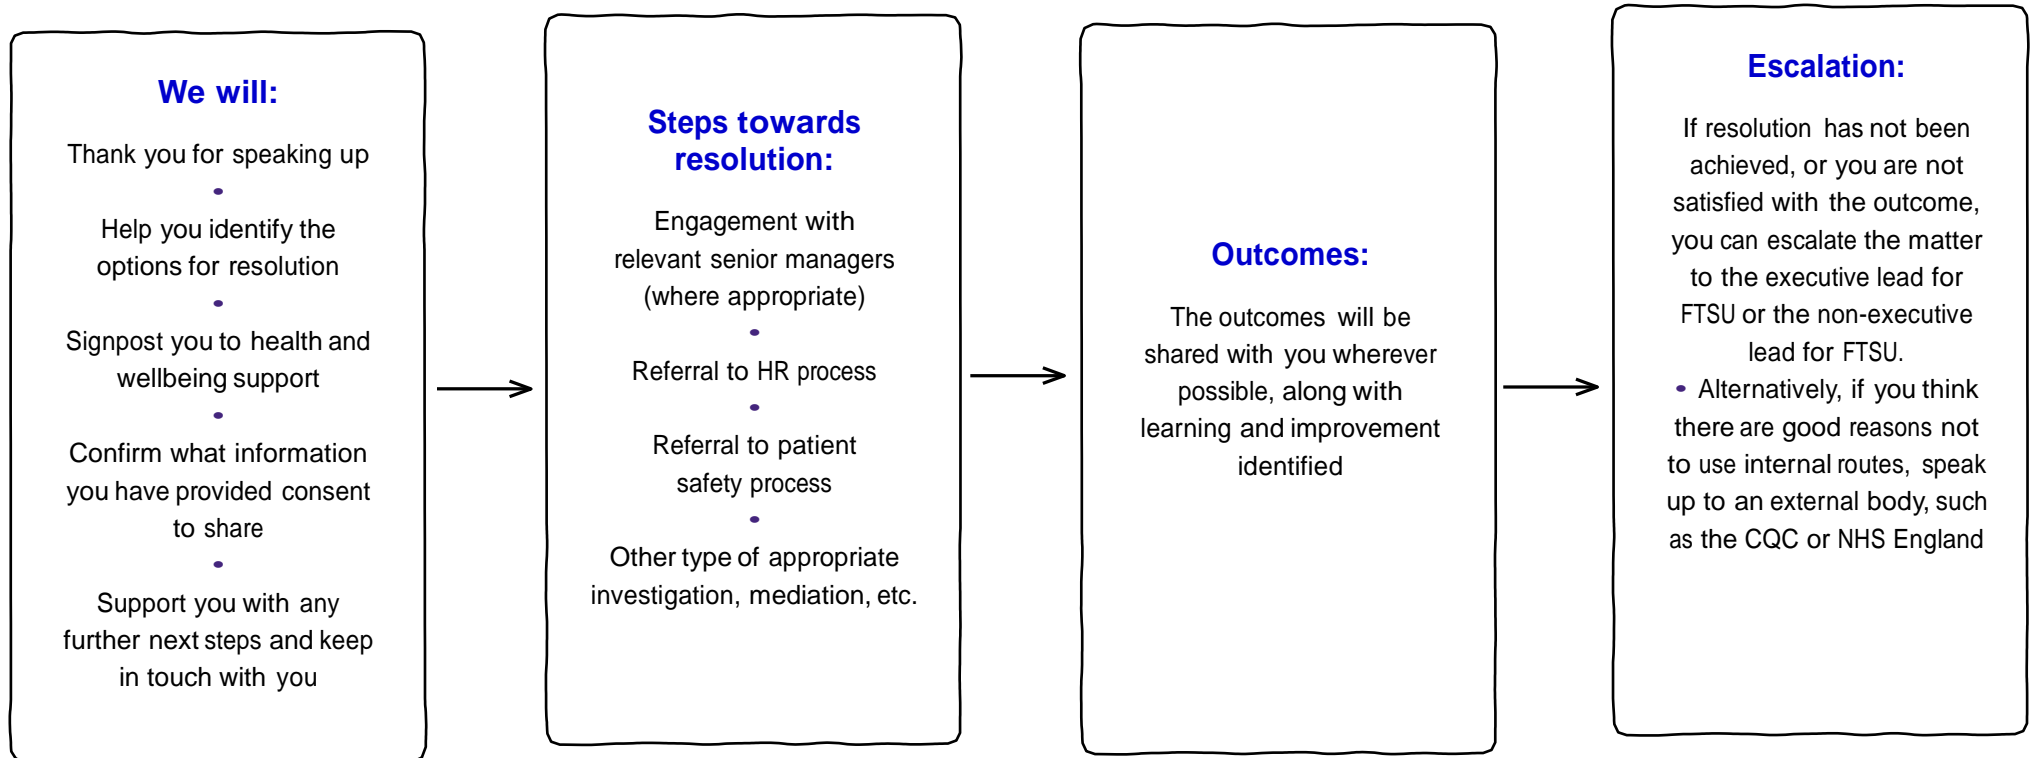 We will:
Thank you for speaking up
•
Help you identify the
options for resolution
•
Signpost you to health and
wellbeing support
•
Confirm what information
you have provided consent
to share
•
Support you with any
further next steps and keep
in touch with you
Steps towards
resolution:
Engagement with
relevant senior managers
(where appropriate)
•
Referral to HR process
•
Referral to patient
safety process
•
Other type of appropriate
investigation, mediation, etc.
Outcomes:
The outcomes will be
shared with you wherever
possible, along with
learning and improvement
identified
Escalation:
If resolution has not been
achieved, or you are not
satisfied with the outcome,
you can escalate the matter
to the executive lead for
FTSU or the non-executive
lead for FTSU.
• Alternatively, if you think
there are good reasons not
to use internal routes, speak
up to an external body, such
as the CQC or NHS England